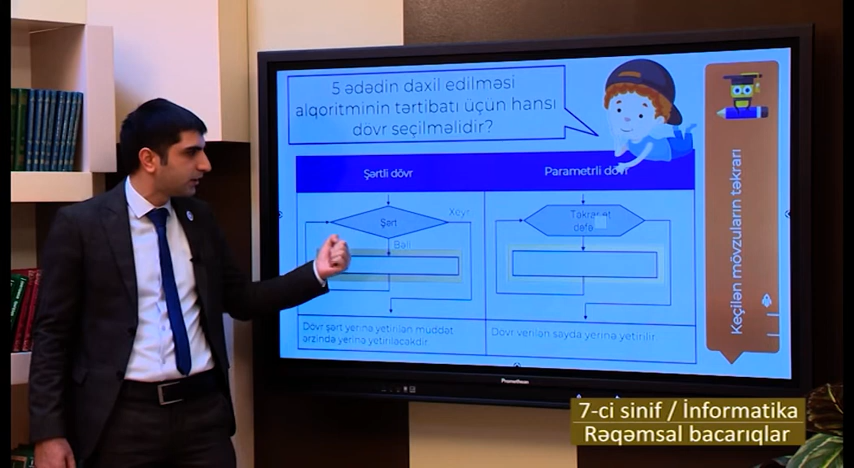 5 ədədin daxil edilməsi
alqoritminin tərtibatı üçün hansı
dövr seçilməlidir?
Şərtli dövr
Parametrli dövr
Şərt
Xeyr
Bəli
Təkrar et
dəfə
Dövr şərt yerinə yetirilən müddət
ərzində yerinə yetiriləcəkdir.
Dövr verilən sayda yerinə yetirilir.
Keçilən mövzuların təkrarı
Promethean
7-ci sinif / İnformatika
Rəqəmsal bacarıqlar